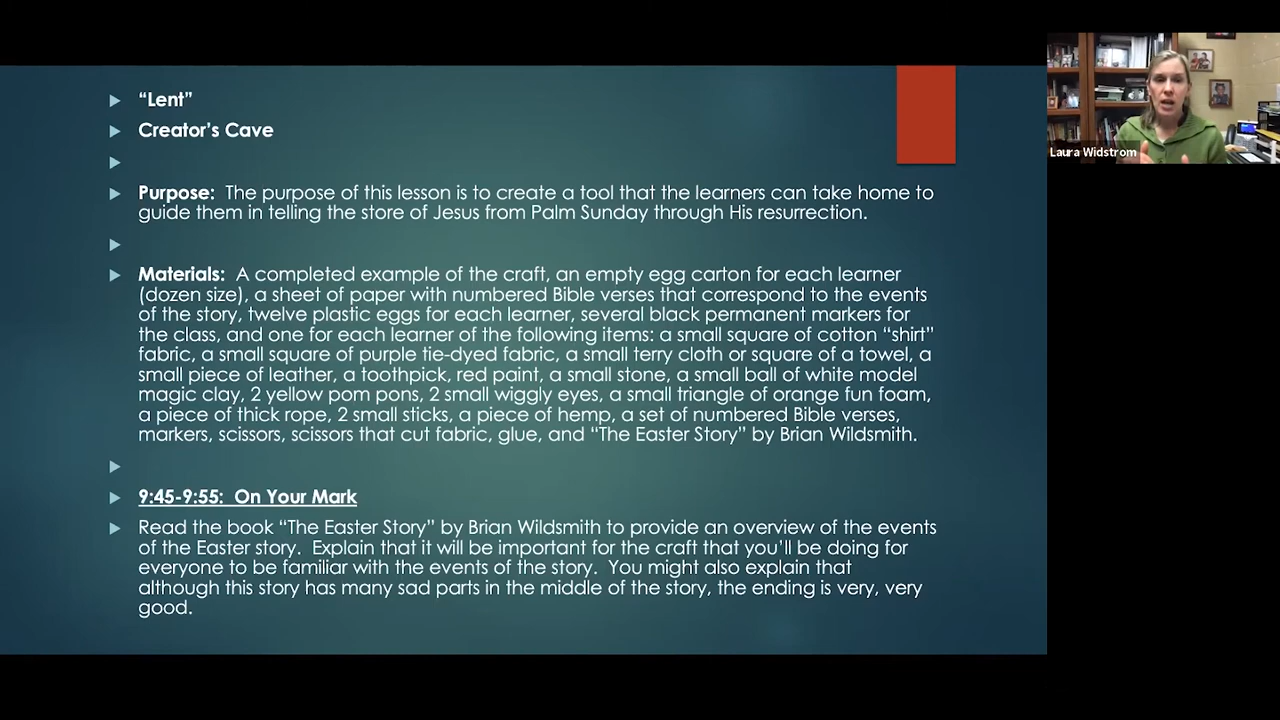 “Lent”
Creator’s Cave
Purpose:  The purpose of this lesson is to create a tool that the learners can take home to
guide them in telling the store of Jesus from Palm Sunday through His resurrection.
Materials:  A completed example of the craft, an empty egg carton for each learner
(dozen size), a sheet of paper with numbered Bible verses that correspond to the events
of the story, twelve plastic eggs for each learner, several black permanent markers for
the class, and one for each learner of the following items: a small square of cotton “shirt”
fabric, a small square of purple tie-dyed fabric, a small terry cloth or square of a towel, a
small piece of leather, a toothpick, red paint, a small stone, a small ball of white model
magic clay, 2 yellow pom pons, 2 small wiggly eyes, a small triangle of orange fun foam,
a piece of thick rope, 2 small sticks, a piece of hemp, a set of numbered Bible verses,
markers, scissors, scissors that cut fabric, glue, and “The Easter Story” by Brian Wildsmith.
9:45-9:55:  On Your Mark
Read the book “The Easter Story” by Brian Wildsmith to provide an overview of the events
of the Easter story.  Explain that it will be important for the craft that you’ll be doing for
everyone to be familiar with the events of the story.  You might also explain that
although this story has many sad parts in the middle of the story, the ending is very, very
good.
Laura Widstrom